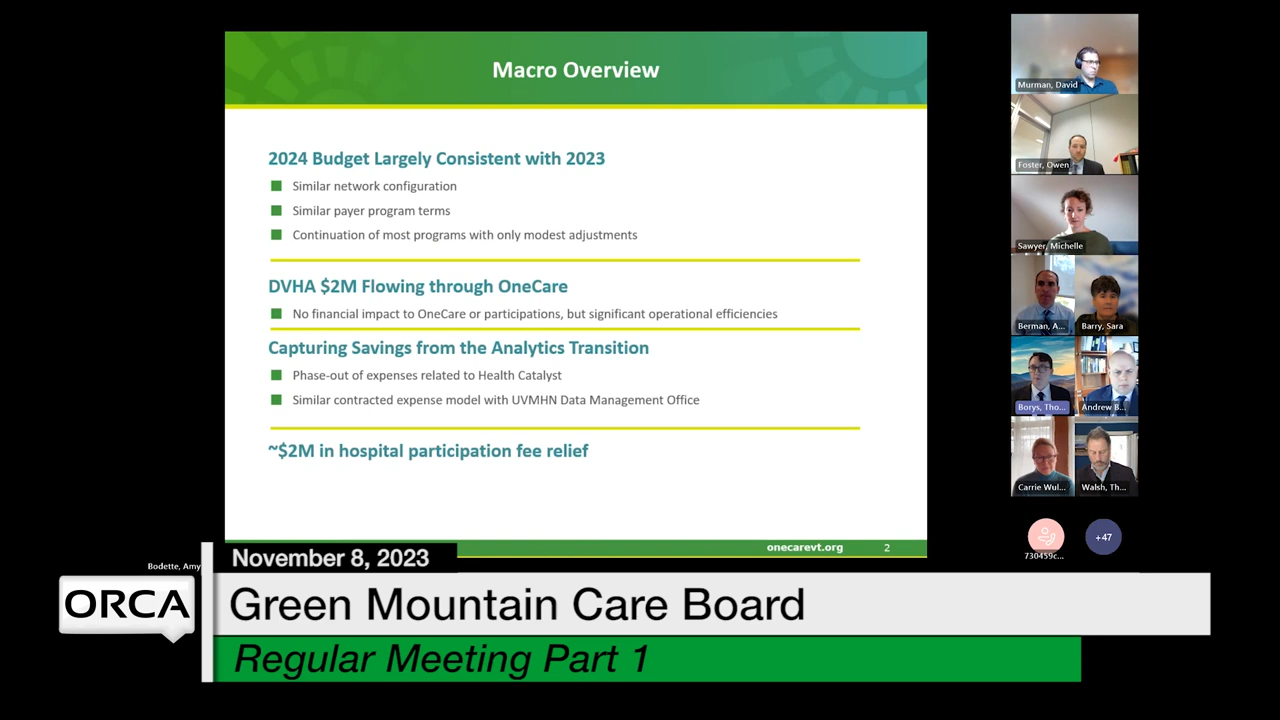 Macro Overview
2024 Budget Largely Consistent with 2023
Similar network configuration
Similar payer program terms
Continuation of most programs with only modest adjustments
DVHA $2M Flowing through OneCare
No financial impact to OneCare or participations, but significant operational efficiencies
Capturing Savings from the Analytics Transition
Phase-out of expenses related to Health Catalyst
Similar contracted expense model with UVMHN Data Management Office
~$2M in hospital participation fee relief
onecarevt.org 2
Murman, David
Foster, Owen
Sawyer, Michelle
Berman, A... Barry, Sara
Borys, Tho... Andrew B...
Carrie Wul... Walsh, Th...
+47
730459c...
Bodette, Amy
November 8, 2023
ORCA
Green Mountain Care Board
Regular Meeting Part 1